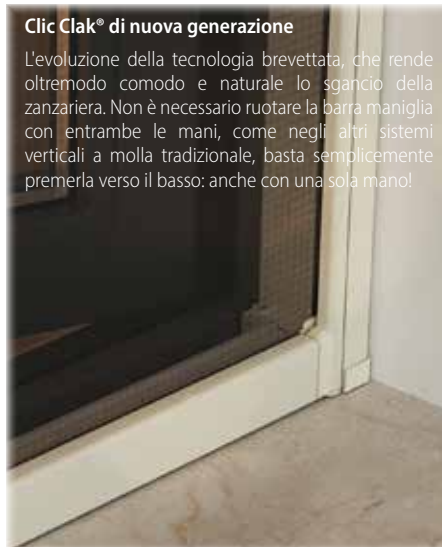 Clic Clak® di nuova generazione
L'evoluzione della tecnologia brevettata, che rende
oltremodo comodo e naturale lo sgancio della
zanzariera. Non è necessario ruotare la barra maniglia
con entrambe le mani, come negli altri sistemi
verticali a molla tradizionale, basta semplicemente
premerla verso il basso: anche con una sola mano!